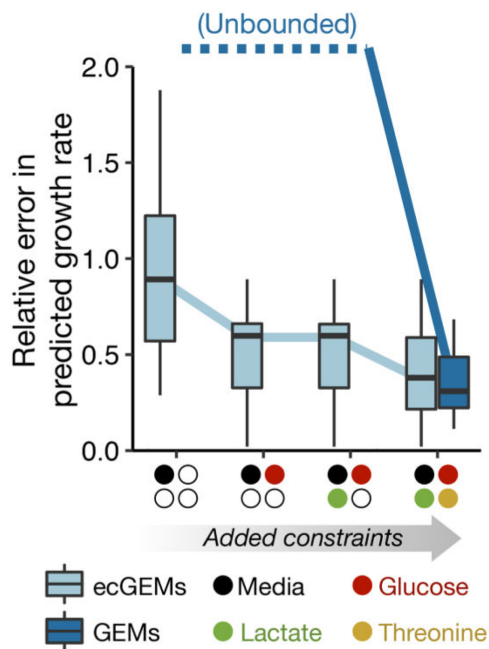 (Unbounded)
Relative error in
predicted growth rate
2.0
1.5
1.0
0.5
0.0
Added constraints
ecGEMs Media Glucose
GEMs Lactate Threonine